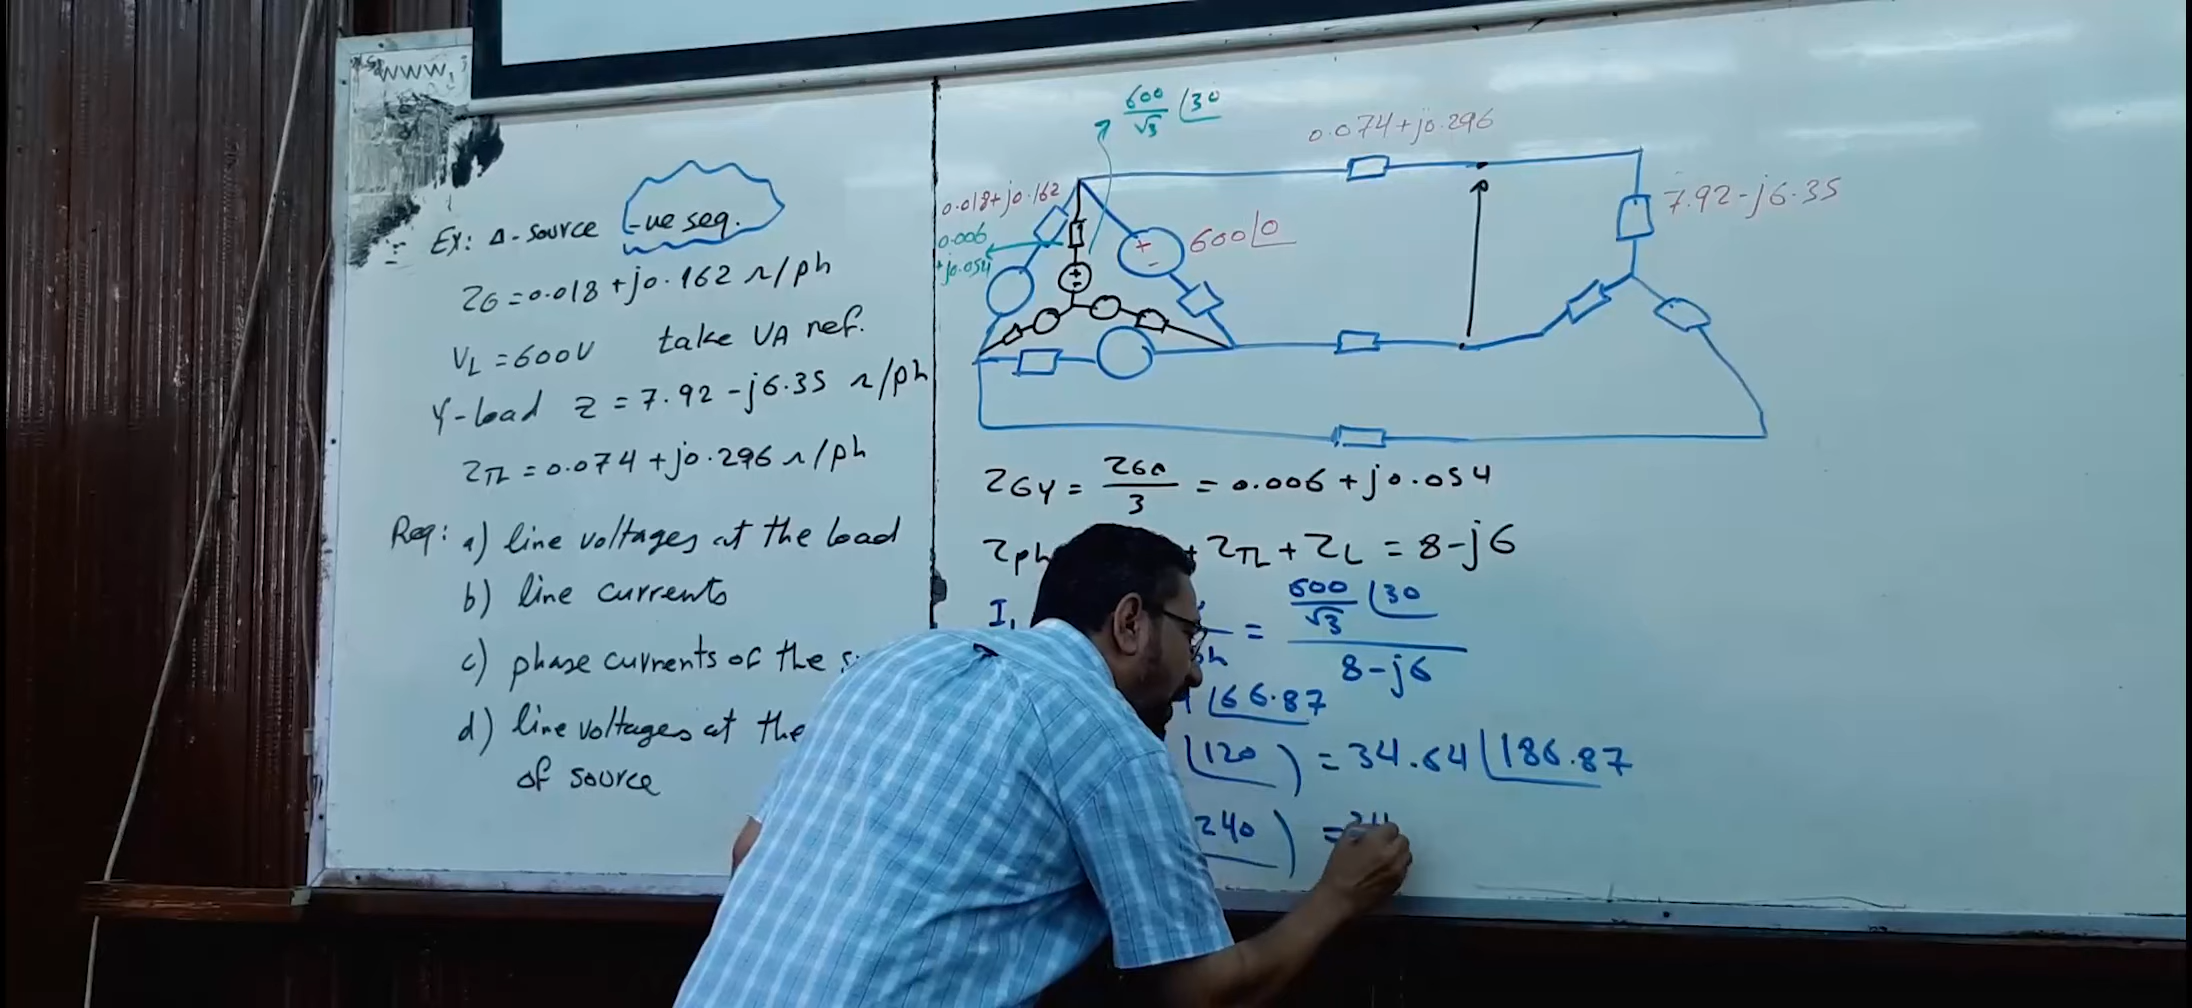 www.
Ex: Δ-source -ve seq.
ZG = 0.018 + j0.162 Ω/ph
VL = 600V take VA ref.
Y-load Z = 7.92 - j6.35 Ω/ph
ZTL = 0.074 + j0.296 Ω/ph
Req: a) line voltages at the load
b) line currents
c) phase currents of the
d) line voltages at the
of source
600/√3 ∠30
0.074 + j0.296
0.018 + j0.162
7.92 - j6.35
0.006
+j0.054
600∠0
ZGY = ZGΔ/3 = 0.006 + j0.054
Zph + ZTL + ZL = 8 - j6
I = 600/√3 ∠30 / 8 - j6
∠66.87
∠120) = 34.64 ∠186.87
240) = 34